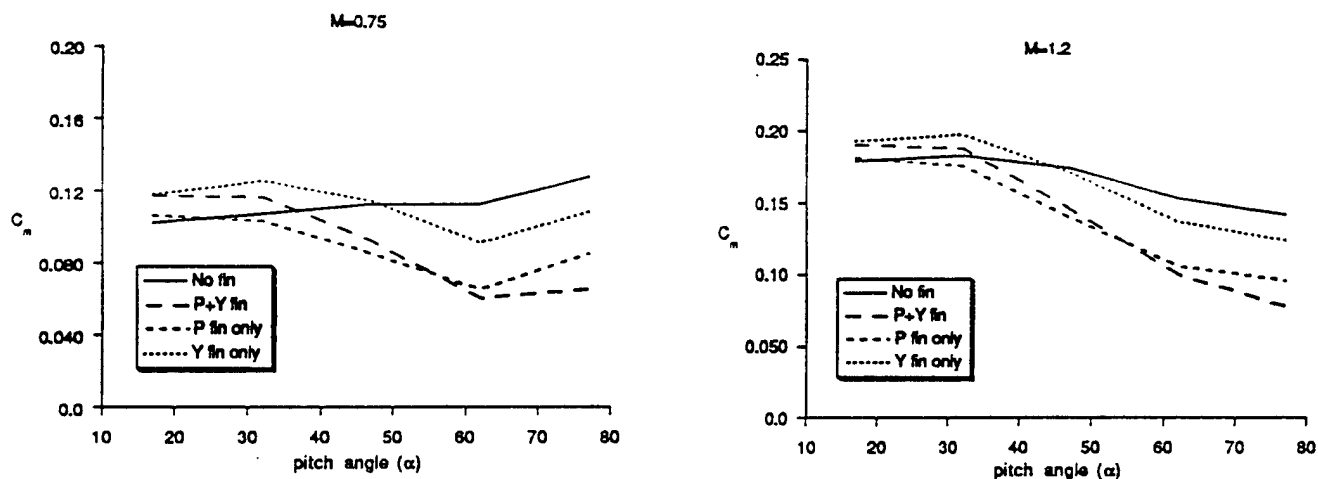 M=0.75
0.20
0.16
0.12
C_m
0.080
0.040
0.0
No fin
P+Y fin
P fin only
Y fin only
10 20 30 40 50 60 70 80
pitch angle (α)
M=1.2
0.25
0.20
0.15
C_m
0.10
0.050
0.0
No fin
P+Y fin
P fin only
Y fin only
10 20 30 40 50 60 70 80
pitch angle (α)